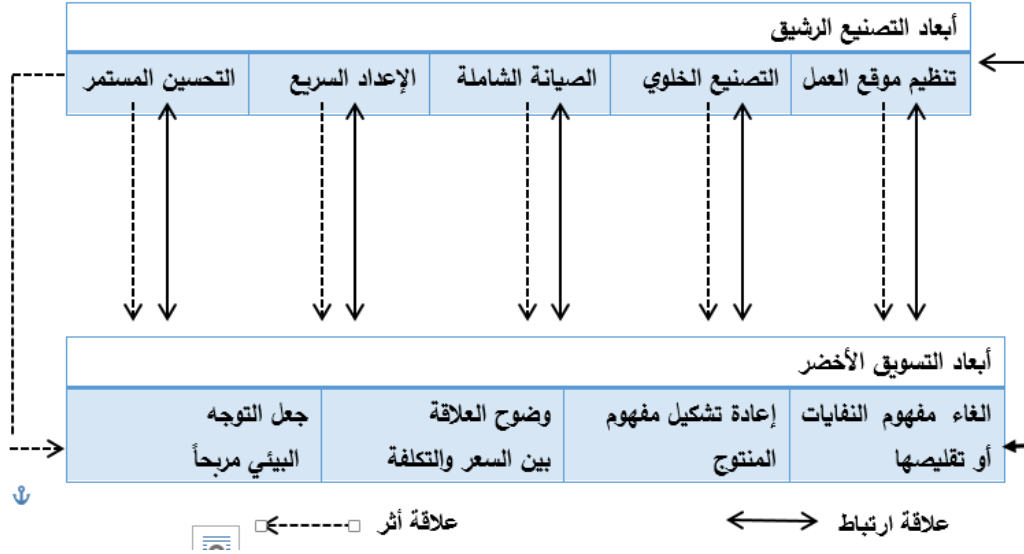 أبعاد التصنيع الرشيق
تنظيم موقع العمل
التصنيع الخلوي
الصيانة الشاملة
الإعداد السريع
التحسين المستمر
أبعاد التسويق الأخضر
الغاء مفهوم النفايات
أو تقليصها
إعادة تشكيل مفهوم
المنتوج
وضوح العلاقة
بين السعر والتكلفة
جعل التوجه
البيئي مربحاً
علاقة ارتباط
علاقة أثر